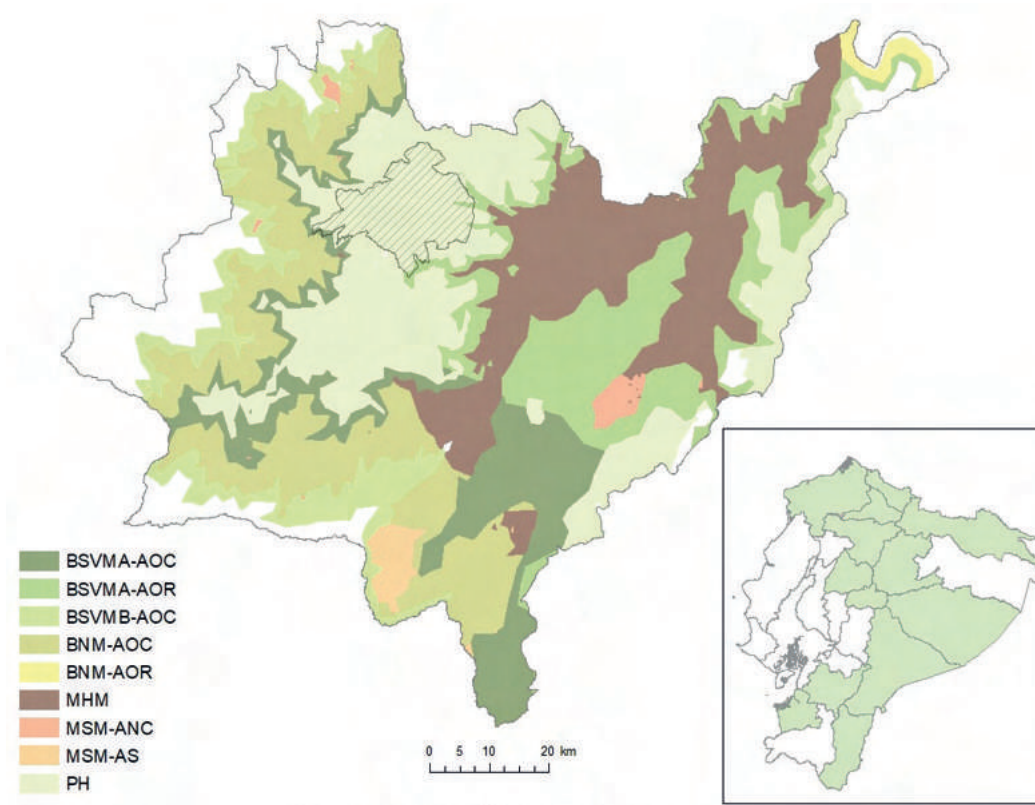 BSVMA-AOC
BSVMA-AOR
BSVMB-AOC
BNM-AOC
BNM-AOR
MHM
MSM-ANC
MSM-AS
PH
0 5 10 20 km